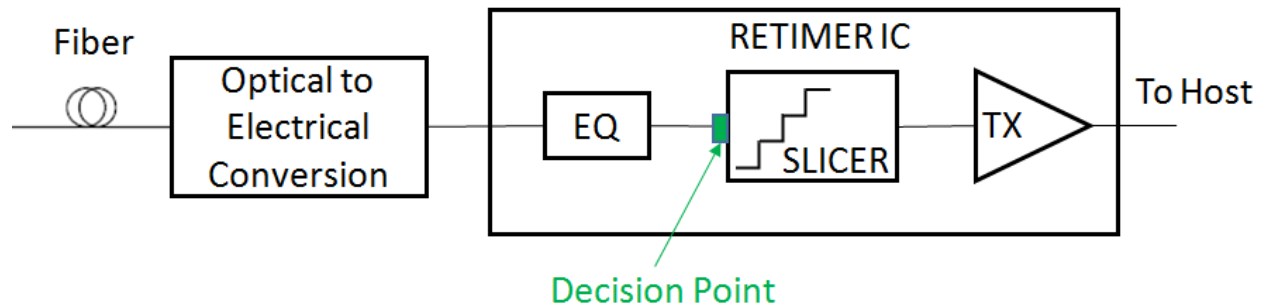 Fiber
Optical to
Electrical
Conversion
RETIMER IC
EQ
SLICER
TX
To Host
Decision Point